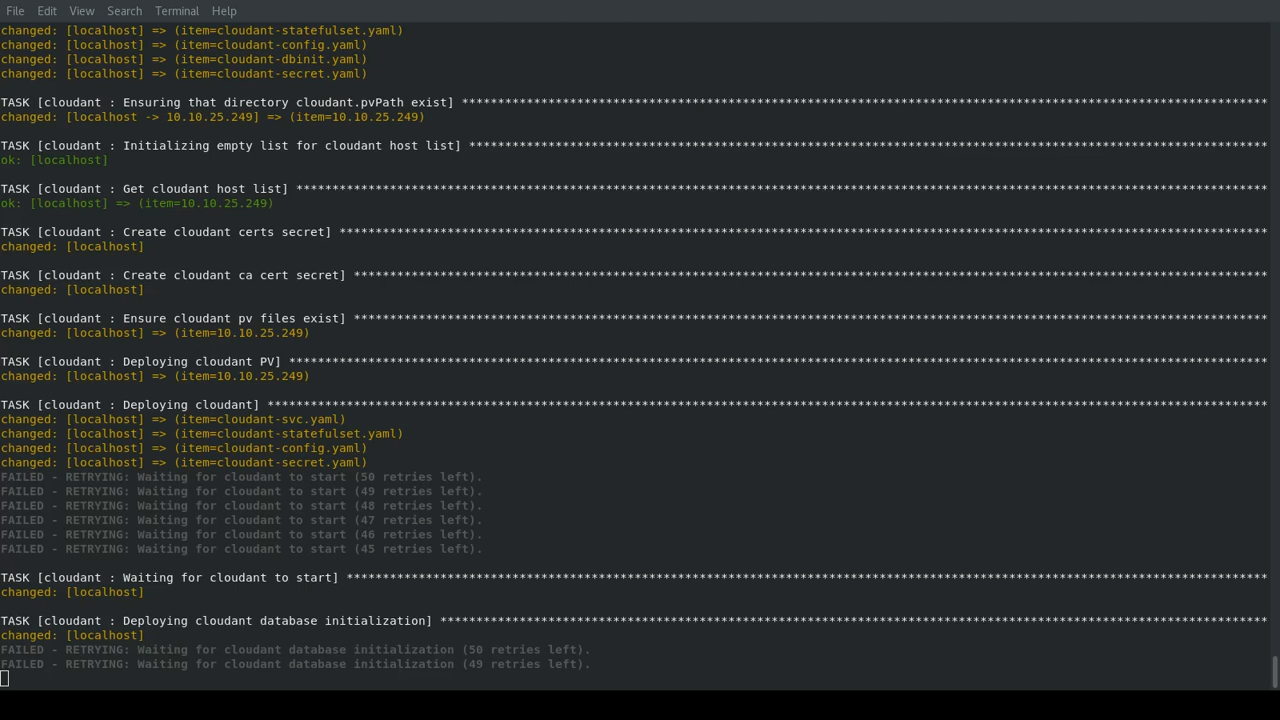 File Edit View Search Terminal Help
changed: [localhost] => (item=cloudant-statefulset.yaml)
changed: [localhost] => (item=cloudant-config.yaml)
changed: [localhost] => (item=cloudant-dbinit.yaml)
changed: [localhost] => (item=cloudant-secret.yaml)
TASK [cloudant : Ensuring that directory cloudant.pvPath exist] ****************************************************************************************************************
changed: [localhost -> 10.10.25.249] => (item=10.10.25.249)
TASK [cloudant : Initializing empty list for cloudant host list] ***************************************************************************************************************
ok: [localhost]
TASK [cloudant : Get cloudant host list] ***************************************************************************************************************************************
ok: [localhost] => (item=10.10.25.249)
TASK [cloudant : Create cloudant certs secret] *********************************************************************************************************************************
changed: [localhost]
TASK [cloudant : Create cloudant ca cert secret] *******************************************************************************************************************************
changed: [localhost]
TASK [cloudant : Ensure cloudant pv files exist] *******************************************************************************************************************************
changed: [localhost] => (item=10.10.25.249)
TASK [cloudant : Deploying cloudant PV] ****************************************************************************************************************************************
changed: [localhost] => (item=10.10.25.249)
TASK [cloudant : Deploying cloudant] *******************************************************************************************************************************************
changed: [localhost] => (item=cloudant-svc.yaml)
changed: [localhost] => (item=cloudant-statefulset.yaml)
changed: [localhost] => (item=cloudant-config.yaml)
changed: [localhost] => (item=cloudant-secret.yaml)
FAILED - RETRYING: Waiting for cloudant to start (50 retries left).
FAILED - RETRYING: Waiting for cloudant to start (49 retries left).
FAILED - RETRYING: Waiting for cloudant to start (48 retries left).
FAILED - RETRYING: Waiting for cloudant to start (47 retries left).
FAILED - RETRYING: Waiting for cloudant to start (46 retries left).
FAILED - RETRYING: Waiting for cloudant to start (45 retries left).
TASK [cloudant : Waiting for cloudant to start] ********************************************************************************************************************************
changed: [localhost]
TASK [cloudant : Deploying cloudant database initialization] *******************************************************************************************************************
changed: [localhost]
FAILED - RETRYING: Waiting for cloudant database initialization (50 retries left).
FAILED - RETRYING: Waiting for cloudant database initialization (49 retries left).